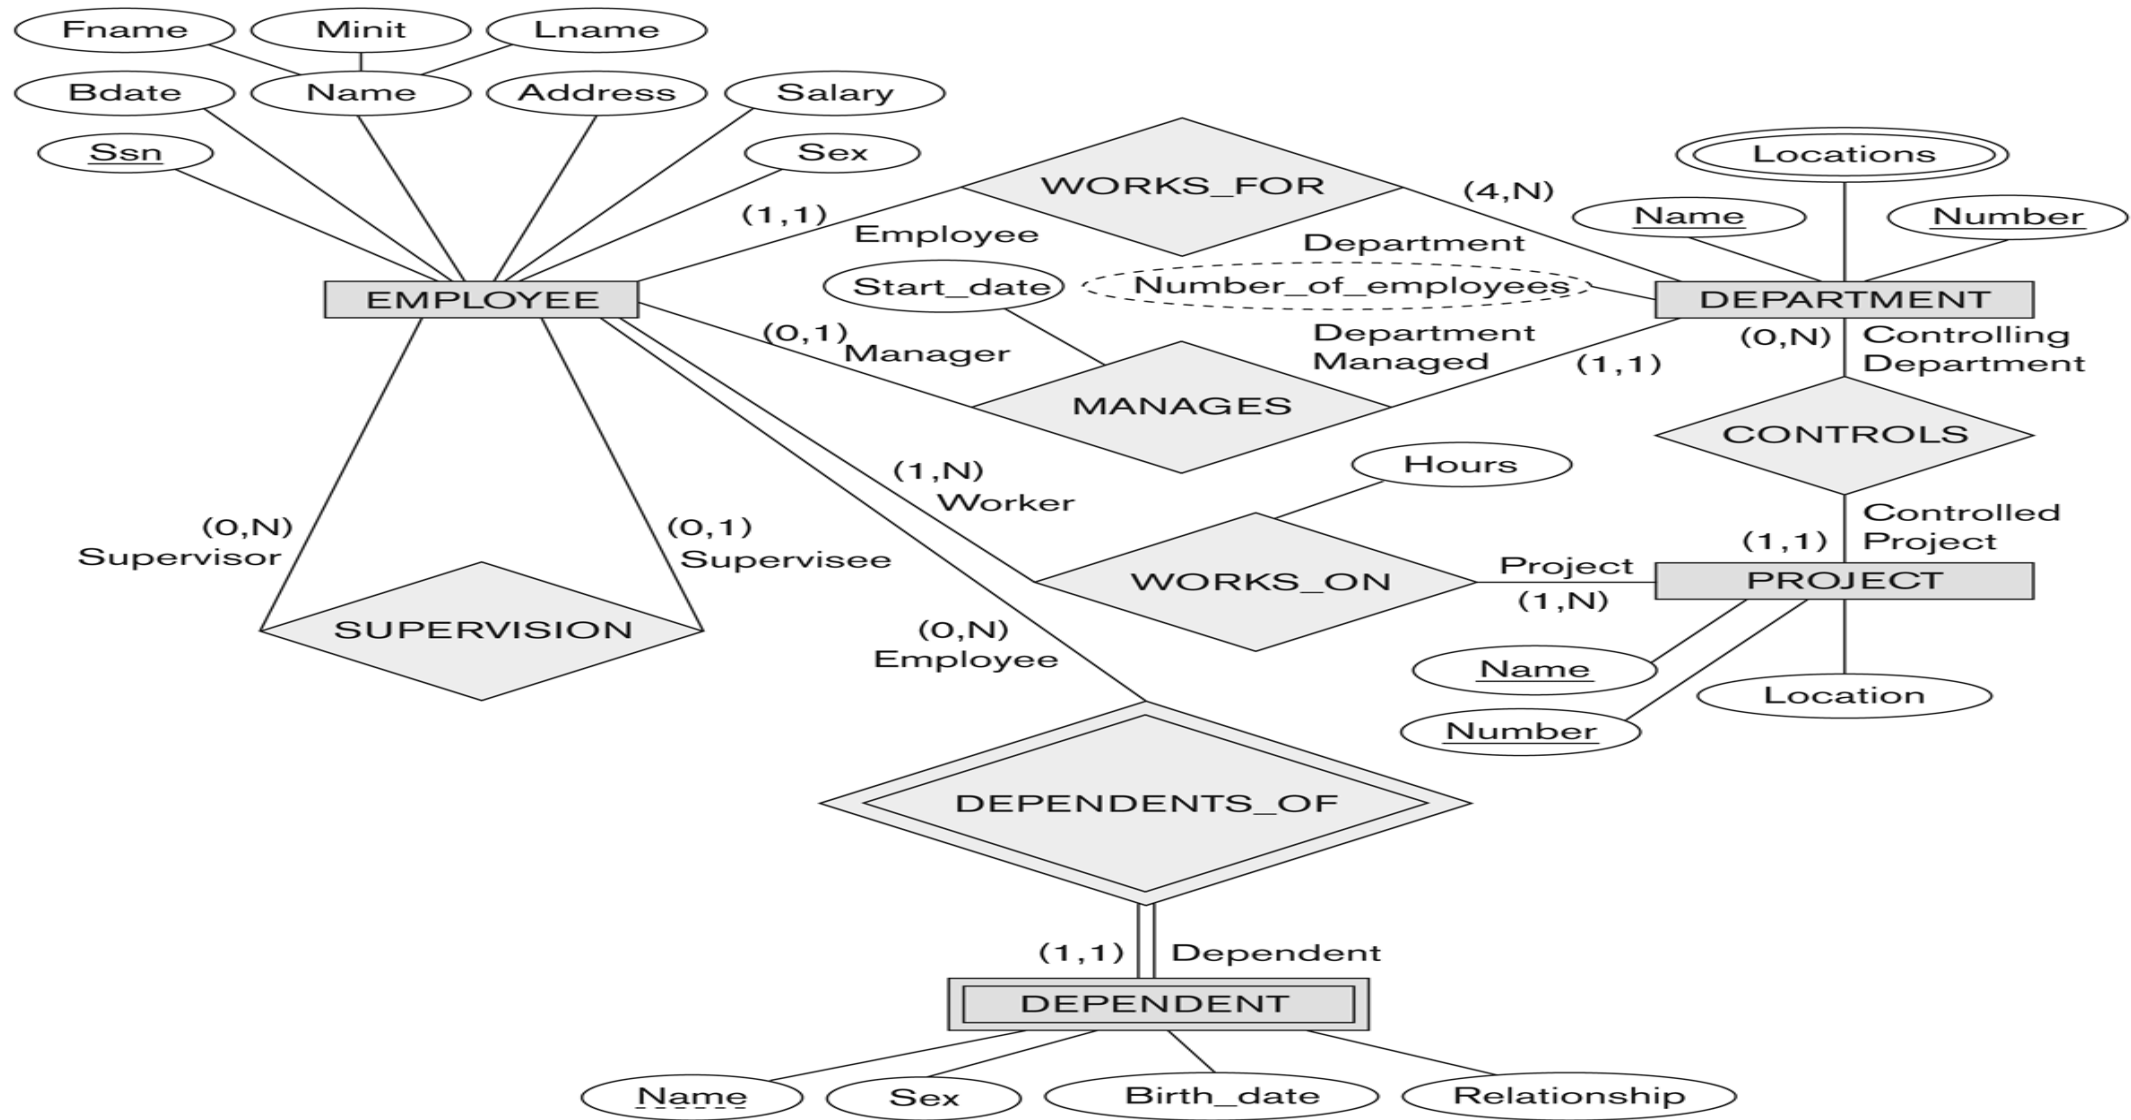 Fname
Minit
Lname
Bdate
Name
Address
Salary
Ssn
Sex
WORKS_FOR
Locations
(1,1)
Employee
(4,N)
Department
Name
Number
Start_date
Number_of_employees
EMPLOYEE
DEPARTMENT
(0,1)
Manager
Department
Managed
(1,1)
(0,N)
Controlling
Department
MANAGES
CONTROLS
Hours
(1,N)
Worker
(0,N)
Supervisor
(0,1)
Supervisee
Controlled
Project
(1,1)
WORKS_ON
Project
(1,N)
PROJECT
SUPERVISION
(0,N)
Employee
Name
Location
Number
DEPENDENTS_OF
(1,1)
Dependent
DEPENDENT
Name
Sex
Birth_date
Relationship